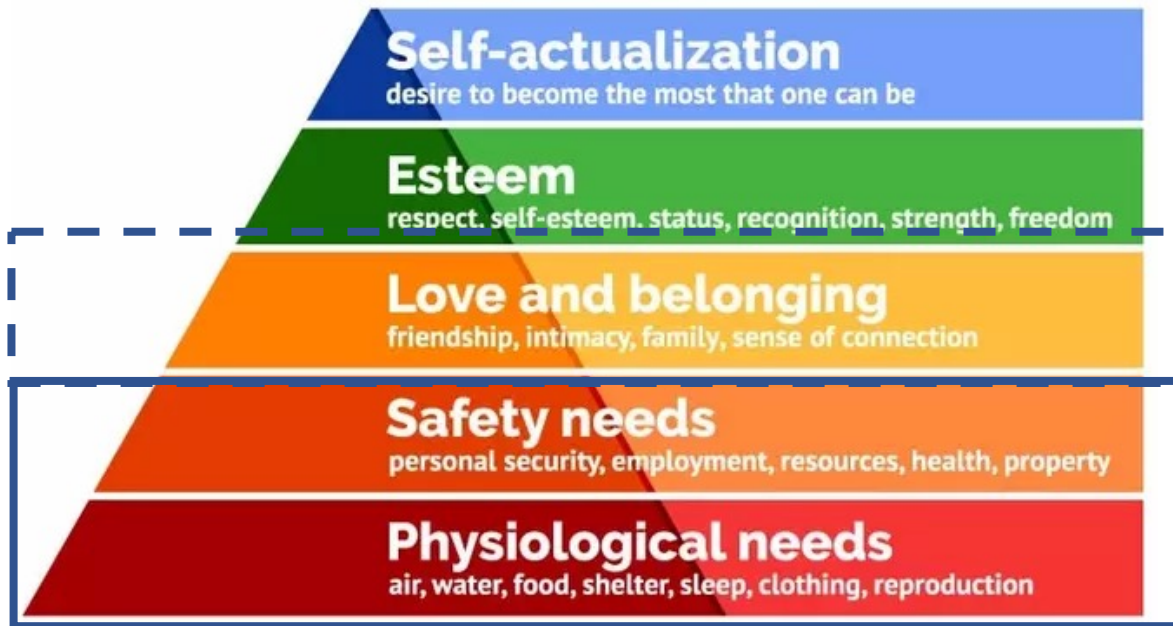 Self-actualization
desire to become the most that one can be
Esteem
respect, self-esteem, status, recognition, strength, freedom
Love and belonging
friendship, intimacy, family, sense of connection
Safety needs
personal security, employment, resources, health, property
Physiological needs
air, water, food, shelter, sleep, clothing, reproduction